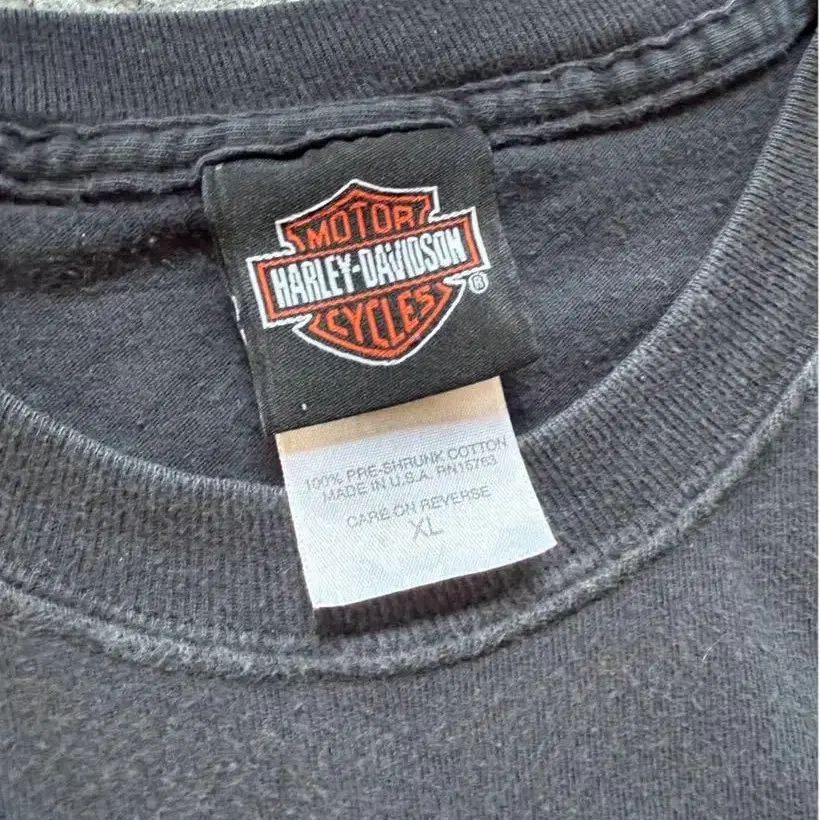 MOTOR
HARLEY-DAVIDSON
CYCLES
®
100% PRE-SHRUNK COTTON
MADE IN U.S.A. RN15763
CARE ON REVERSE
XL